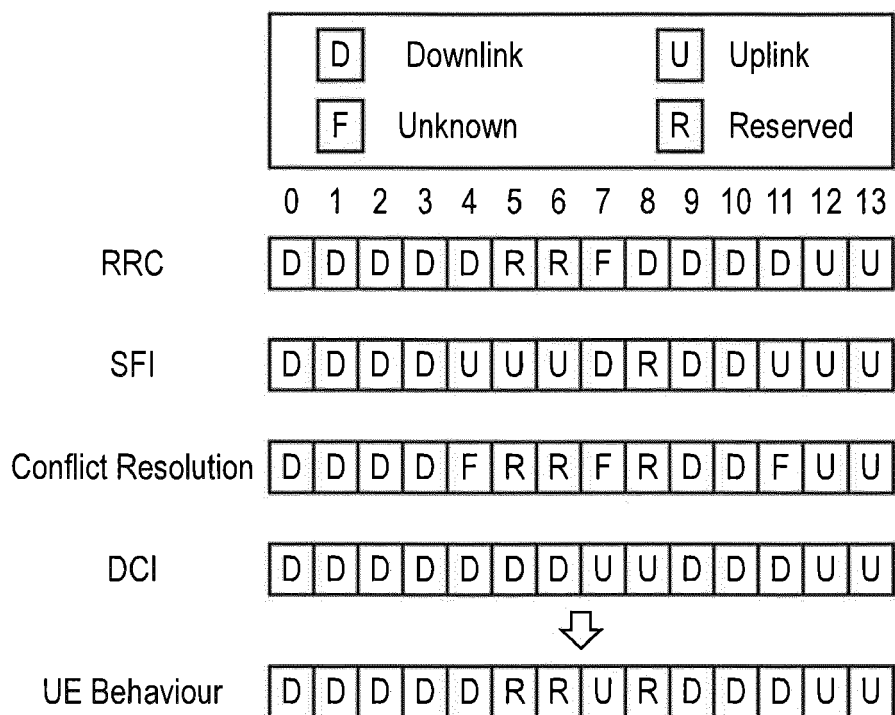 D Downlink U Uplink
F Unknown R Reserved
0 1 2 3 4 5 6 7 8 9 10 11 12 13
RRC D D D D D R R F D D D D U U
SFI D D D D U U U D R D D U U U
Conflict Resolution D D D D F R R F R D D F U U
DCI D D D D D D D U U D D D U U
UE Behaviour D D D D D R R U R D D D U U